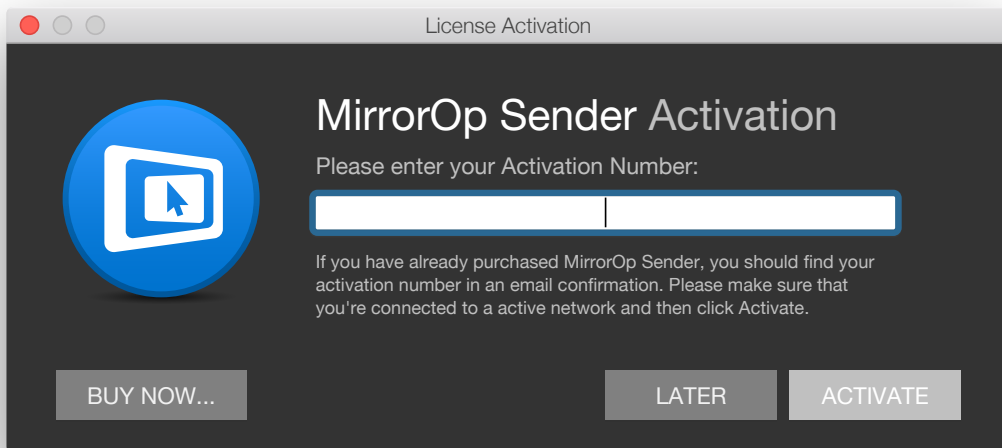 License Activation
MirrorOp Sender Activation
Please enter your Activation Number:
If you have already purchased MirrorOp Sender, you should find your
activation number in an email confirmation. Please make sure that
you're connected to a active network and then click Activate.
BUY NOW...
LATER
ACTIVATE